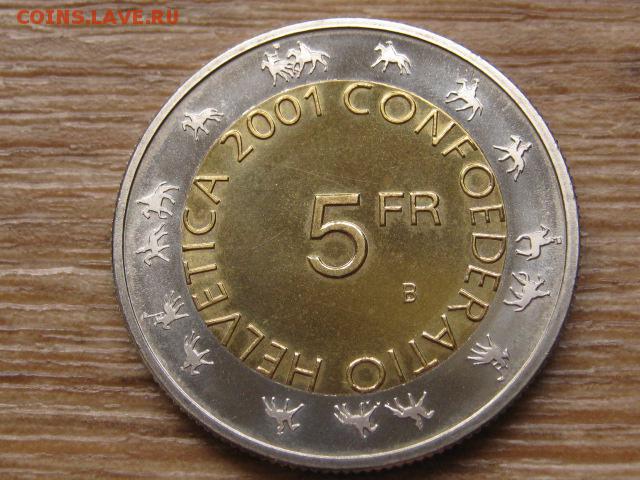 COINS.LAVE.RU
2001 CONFOEDERATIO HELVETICA
5 FR
B